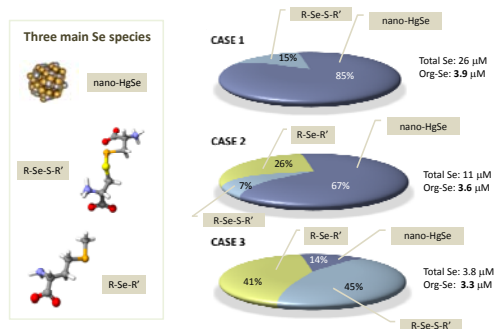 Three main Se species
nano-HgSe
R-Se-S-R’
R-Se-R’
CASE 1
R-Se-S-R’
nano-HgSe
15%
85%
Total Se: 26 µM
Org-Se: 3.9 µM
CASE 2
R-Se-R’
nano-HgSe
26%
7%
67%
R-Se-S-R’
Total Se: 11 µM
Org-Se: 3.6 µM
CASE 3
R-Se-R’
nano-HgSe
14%
41%
45%
R-Se-S-R’
Total Se: 3.8 µM
Org-Se: 3.3 µM